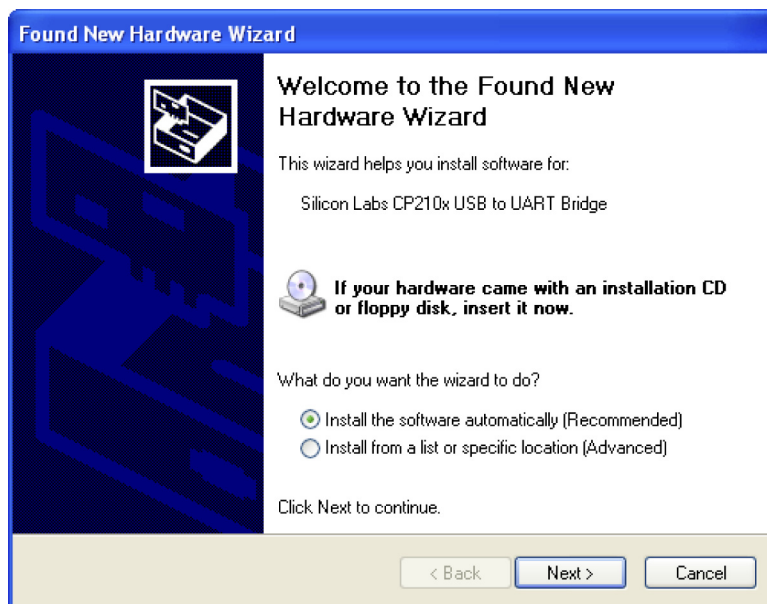 Found New Hardware Wizard
Welcome to the Found New
Hardware Wizard
This wizard helps you install software for:
Silicon Labs CP210x USB to UART Bridge
If your hardware came with an installation CD
or floppy disk, insert it now.
What do you want the wizard to do?
Install the software automatically (Recommended)
Install from a list or specific location (Advanced)
Click Next to continue.
< Back Next > Cancel